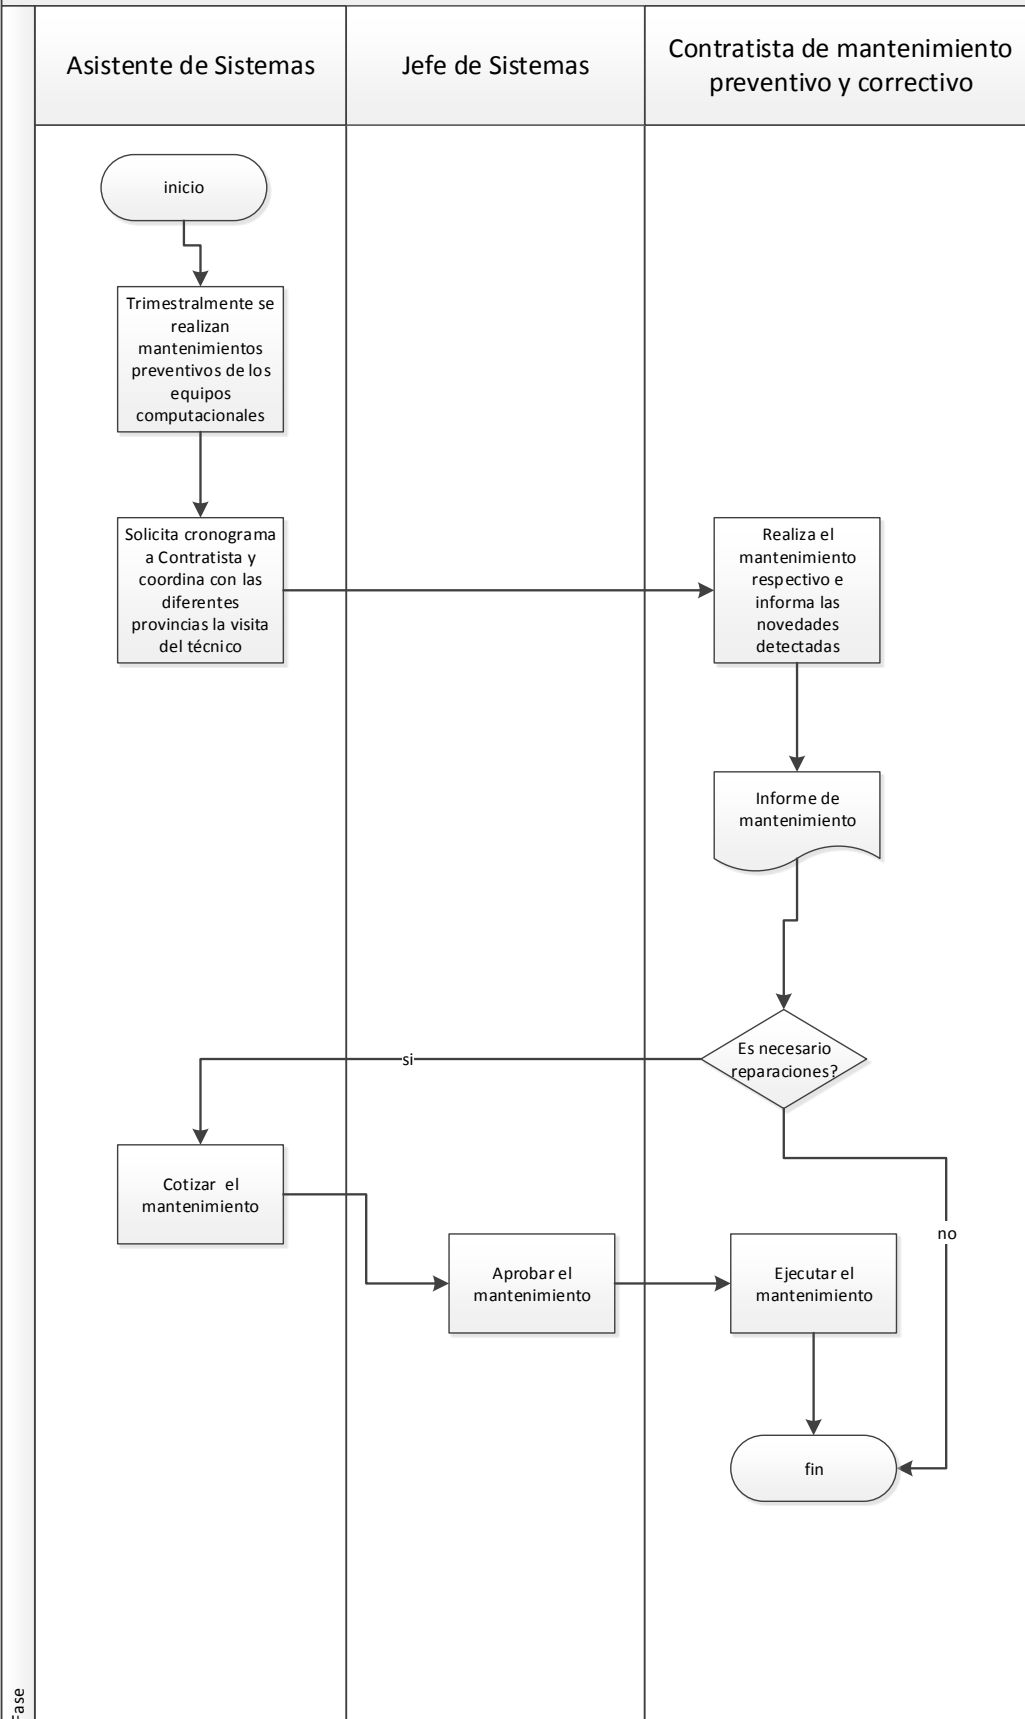 Asistente de Sistemas
Jefe de Sistemas
Contratista de mantenimiento
preventivo y correctivo
inicio
Trimestralmente se
realizan
mantenimientos
preventivos de los
equipos
computacionales
Solicita cronograma
a Contratista y
coordina con las
diferentes
provincias la visita
del técnico
Realiza el
mantenimiento
respectivo e
informa las
novedades
detectadas
Informe de
mantenimiento
Es necesario
reparaciones?
si
Cotizar el
mantenimiento
no
Aprobar el
mantenimiento
Ejecutar el
mantenimiento
fin
Fase